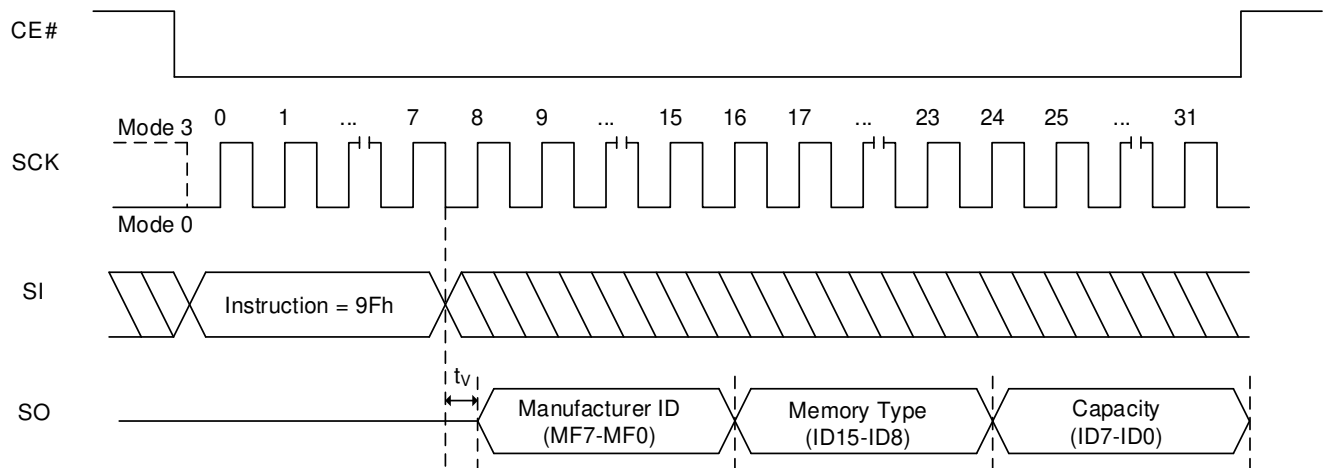 CE#
Mode 3
0 1 ... 7 8 9 ... 15 16 17 ... 23 24 25 ... 31
SCK
Mode 0
SI
Instruction = 9Fh
tV
SO
Manufacturer ID
(MF7-MF0)
Memory Type
(ID15-ID8)
Capacity
(ID7-ID0)